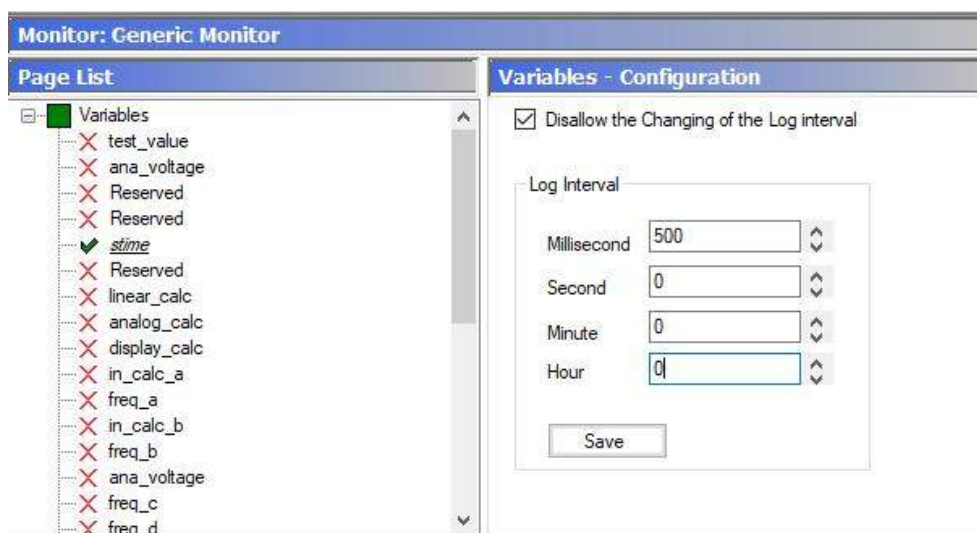 Monitor: Generic Monitor
Page List
Variables
test_value
ana_voltage
Reserved
Reserved
stime
Reserved
linear_calc
analog_calc
display_calc
in_calc_a
freq_a
in_calc_b
freq_b
ana_voltage
freq_c
freq_d
Variables - Configuration
Disallow the Changing of the Log interval
Log Interval
Millisecond 500
Second 0
Minute 0
Hour 0
Save